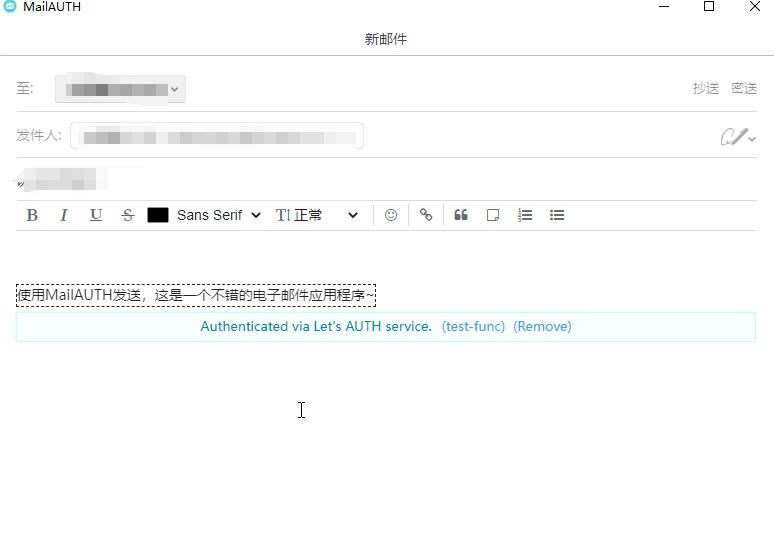 MailAUTH
新邮件
至:
抄送 密送
发件人:
B I U S Sans Serif 正常
使用MailAUTH发送，这是一个不错的电子邮件应用程序~
Authenticated via Let's AUTH service. (test-func) (Remove)